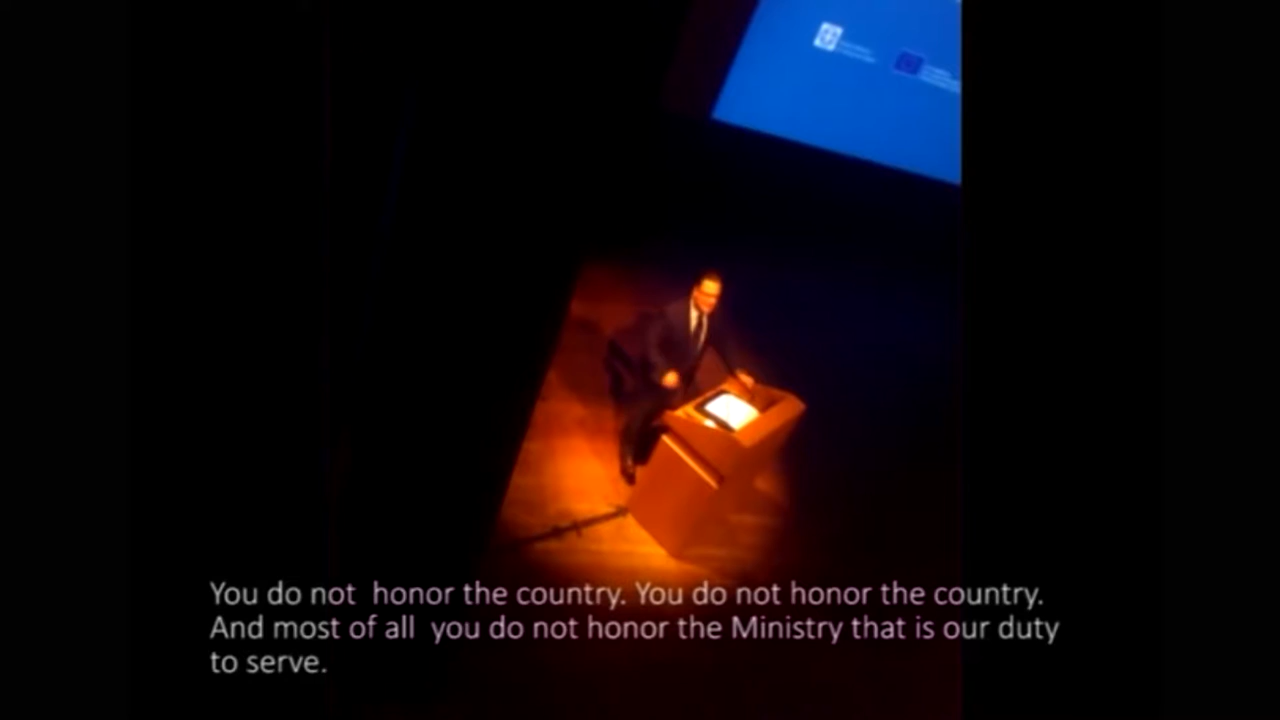 You do not  honor the country. You do not honor the country.
And most of all  you do not honor the Ministry that is our duty
to serve.